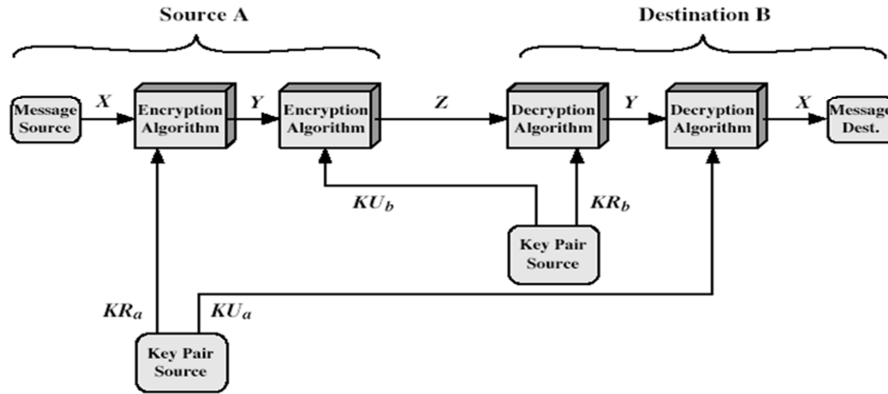 Source A
Destination B
Message
Source
X
Encryption
Algorithm
Y
Encryption
Algorithm
Z
Decryption
Algorithm
Y
Decryption
Algorithm
X
Message
Dest.
KUb
KRb
Key Pair
Source
KRa
KUa
Key Pair
Source